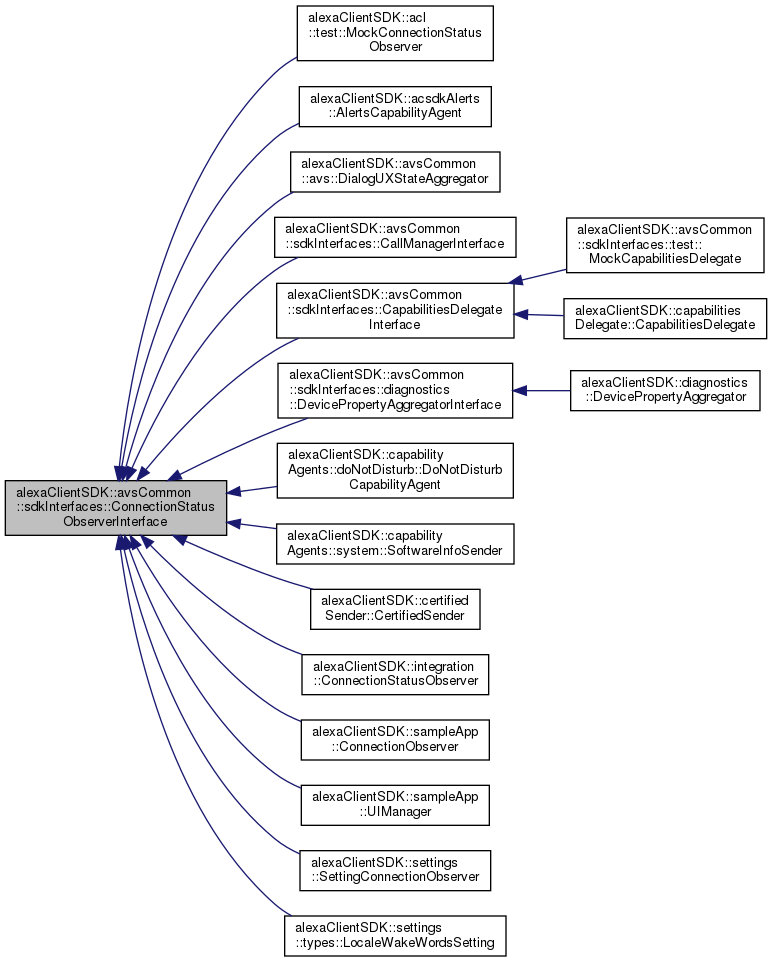 alexaClientSDK::acl
::test::MockConnectionStatus
Observer
alexaClientSDK::acsdkAlerts
::AlertsCapabilityAgent
alexaClientSDK::avsCommon
::avs::DialogUXStateAggregator
alexaClientSDK::avsCommon
::sdkInterfaces::CallManagerInterface
alexaClientSDK::avsCommon
::sdkInterfaces::test::
MockCapabilitiesDelegate
alexaClientSDK::avsCommon
::sdkInterfaces::CapabilitiesDelegate
Interface
alexaClientSDK::capabilities
Delegate::CapabilitiesDelegate
alexaClientSDK::avsCommon
::sdkInterfaces::diagnostics
::DevicePropertyAggregatorInterface
alexaClientSDK::diagnostics
::DevicePropertyAggregator
alexaClientSDK::capability
Agents::doNotDisturb::DoNotDisturb
CapabilityAgent
alexaClientSDK::avsCommon
::sdkInterfaces::ConnectionStatus
ObserverInterface
alexaClientSDK::capability
Agents::system::SoftwareInfoSender
alexaClientSDK::certified
Sender::CertifiedSender
alexaClientSDK::integration
::ConnectionStatusObserver
alexaClientSDK::sampleApp
::ConnectionObserver
alexaClientSDK::sampleApp
::UIManager
alexaClientSDK::settings
::SettingConnectionObserver
alexaClientSDK::settings
::types::LocaleWakeWordsSetting